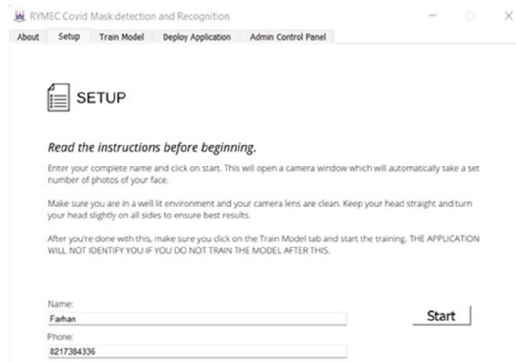 RYMEC Covid Mask detection and Recognition
About Setup Train Model Deploy Application Admin Control Panel
SETUP
Read the instructions before beginning.
Enter your complete name and click on start. This will open a camera window which will automatically take a set
number of photos of your face.
Make sure you are in a well lit environment and your camera lens are clean. Keep your head straight and turn
your head slightly on all sides to ensure best results.
After you're done with this, make sure you click on the Train Model tab and start the training. THE APPLICATION
WILL NOT IDENTIFY YOU IF YOU DO NOT TRAIN THE MODEL AFTER THIS.
Name:
Farhan
Start
Phone:
8217384336